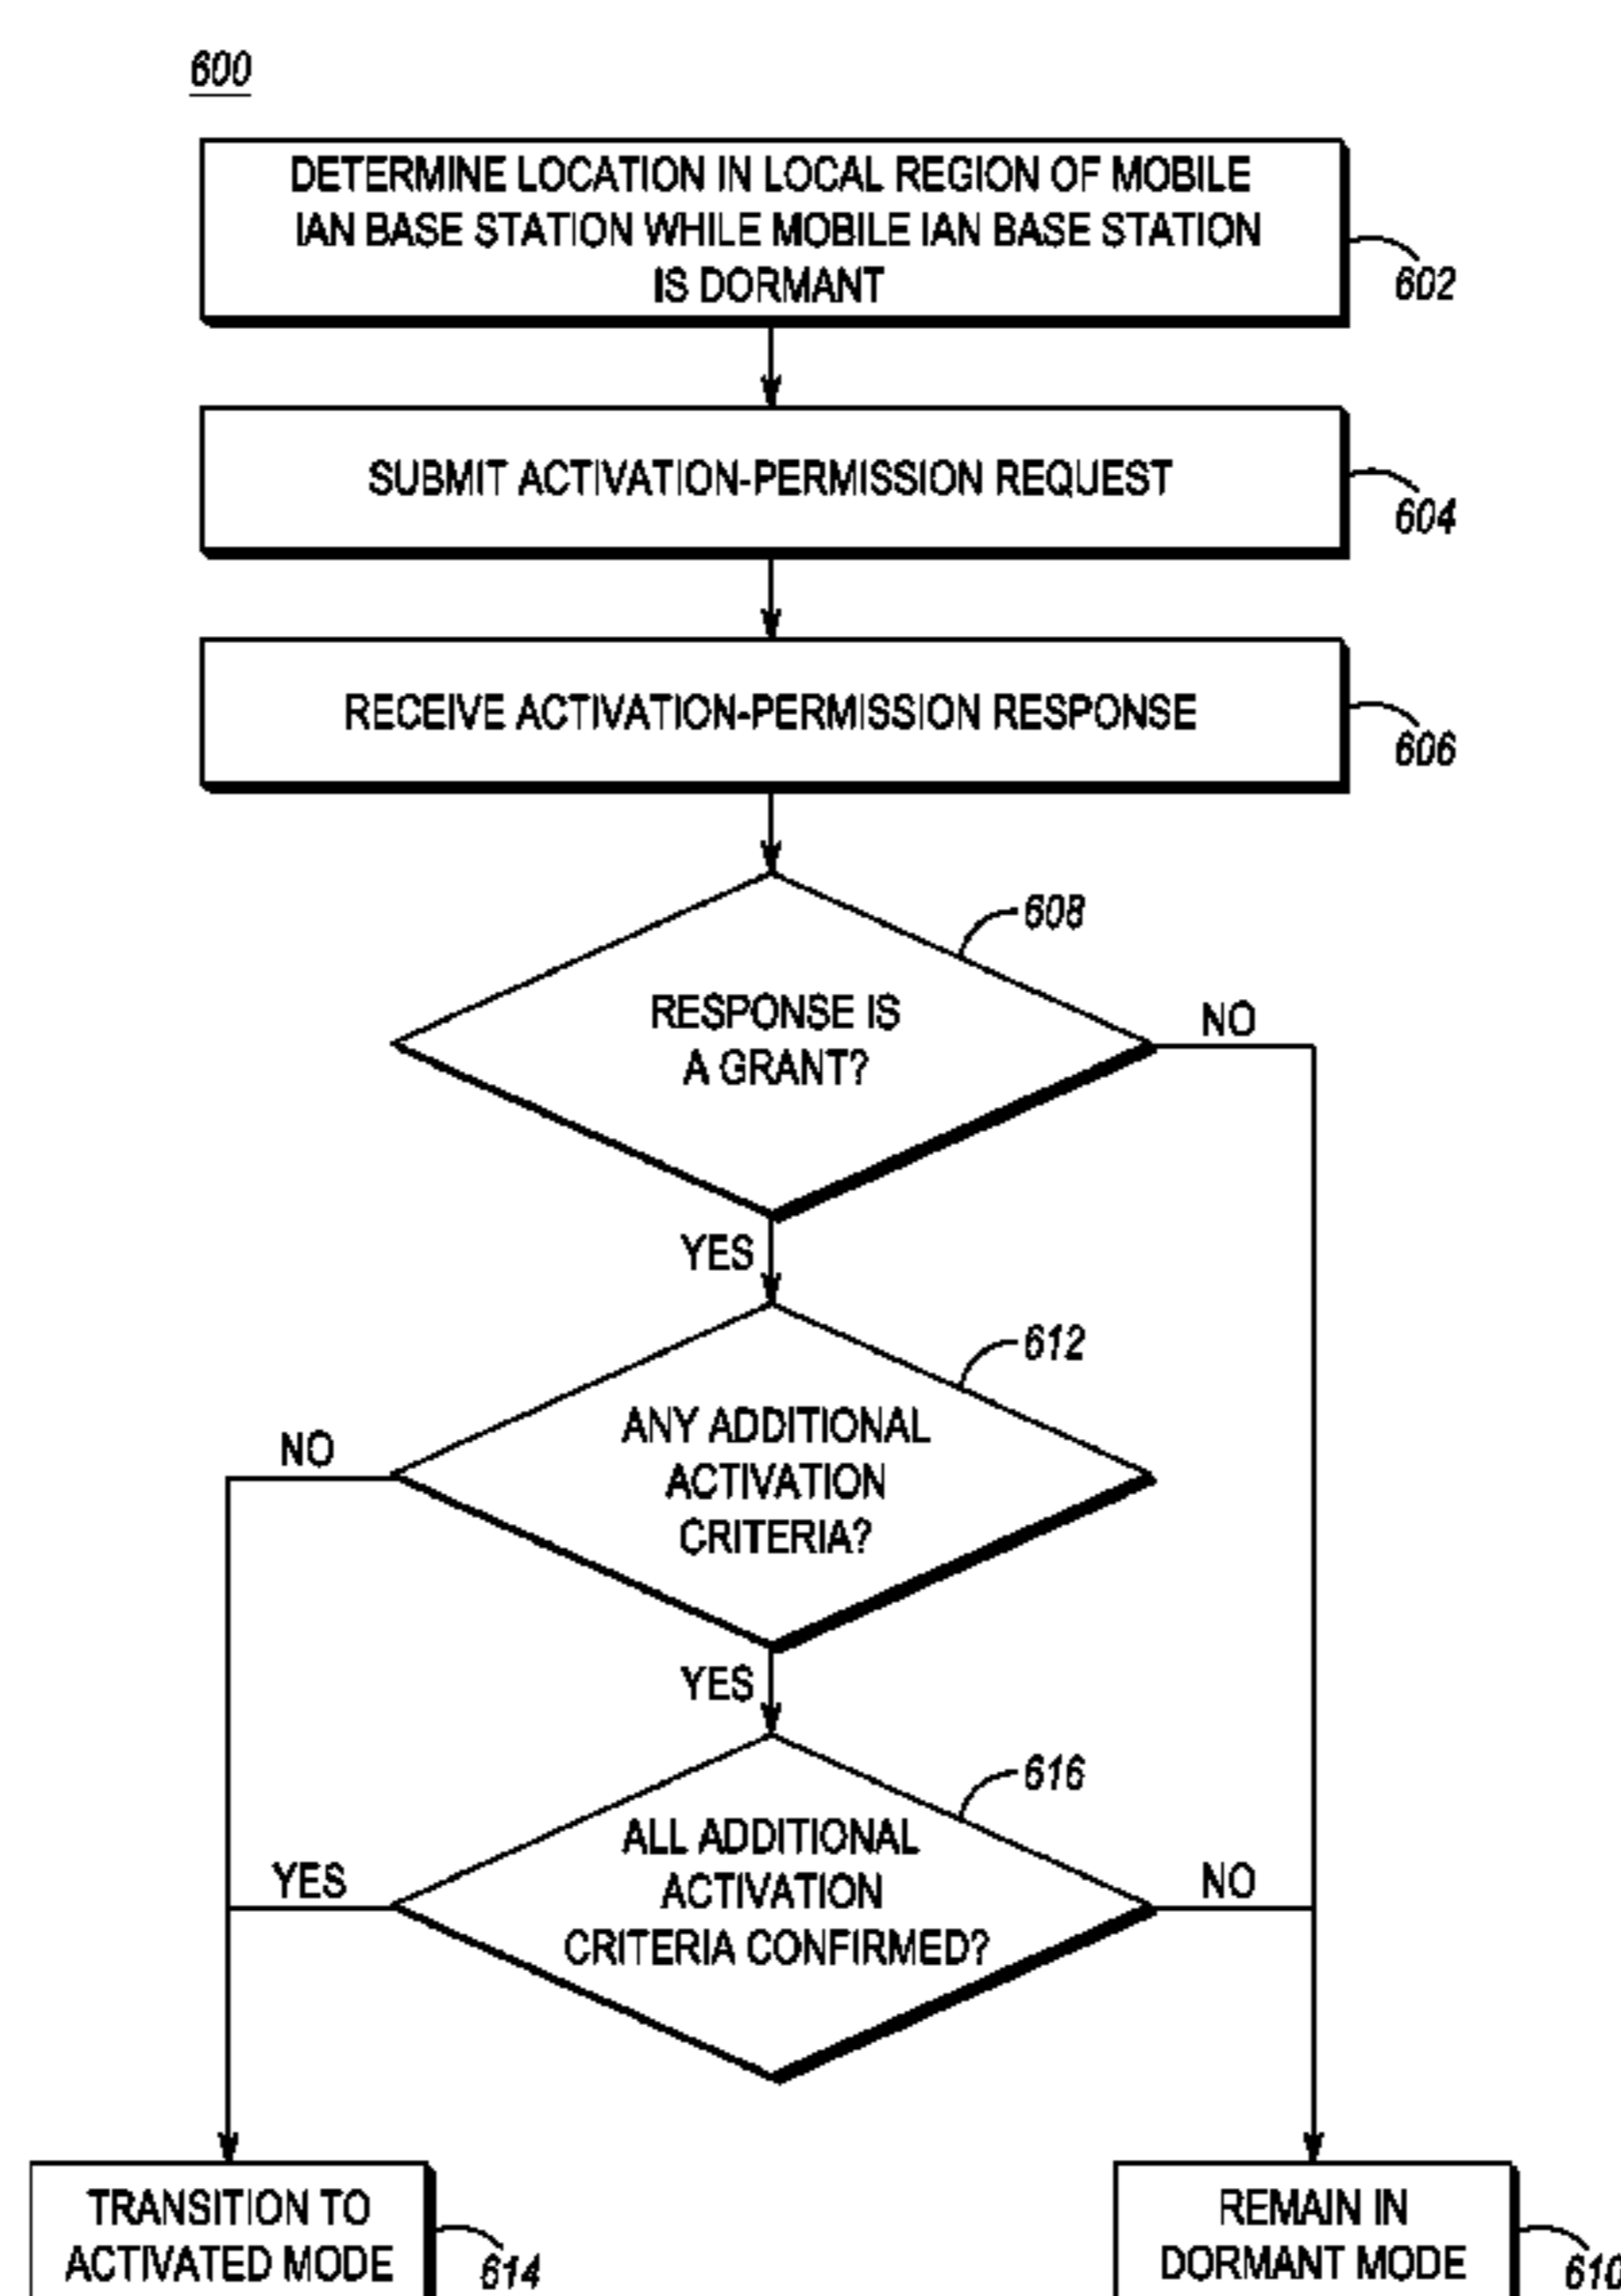 600
DETERMINE LOCATION IN LOCAL REGION OF MOBILE
IAN BASE STATION WHILE MOBILE IAN BASE STATION
IS DORMANT
602
SUBMIT ACTIVATION-PERMISSION REQUEST
604
RECEIVE ACTIVATION-PERMISSION RESPONSE
606
608
RESPONSE IS
A GRANT?
NO
YES
612
ANY ADDITIONAL
ACTIVATION
CRITERIA?
NO
YES
616
ALL ADDITIONAL
ACTIVATION
CRITERIA CONFIRMED?
YES
NO
TRANSITION TO
ACTIVATED MODE
614
REMAIN IN
DORMANT MODE
610